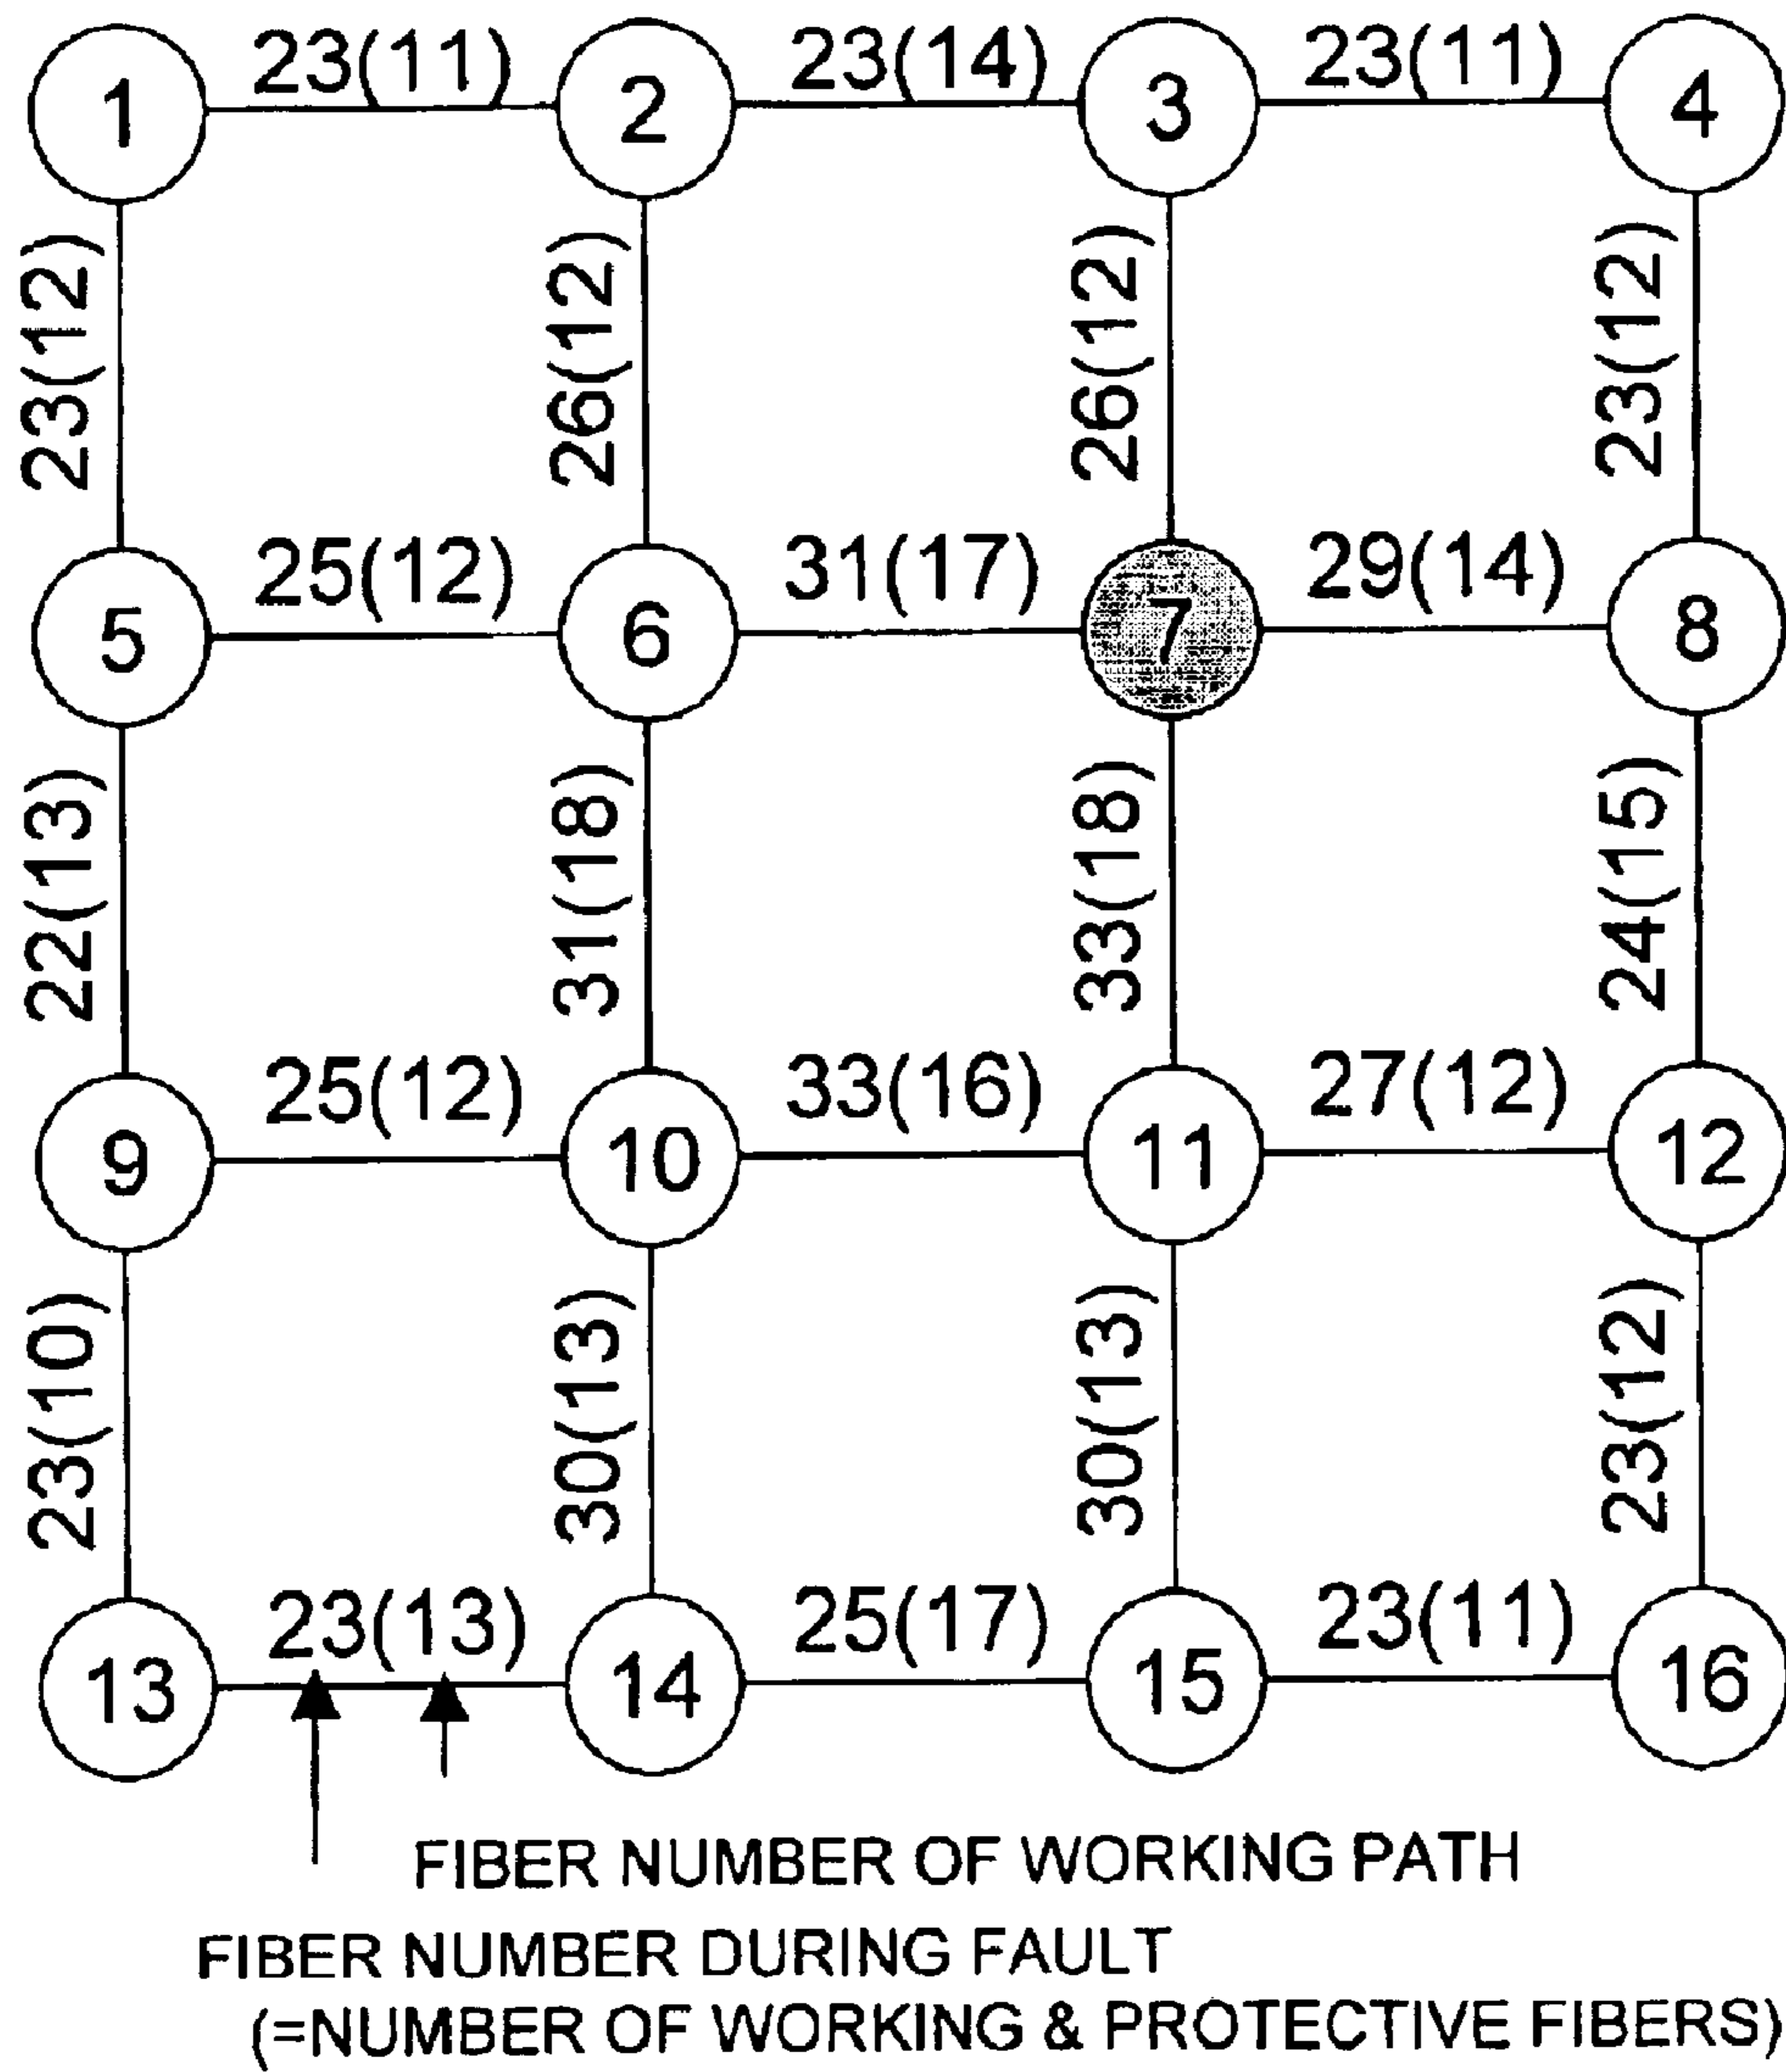 1 23(11) 2 23(14) 3 23(11) 4
23(12) 26(12) 26(12) 23(12)
5 25(12) 6 31(17) 7 29(14) 8
22(13) 31(18) 33(18) 24(15)
9 25(12) 10 33(16) 11 27(12) 12
23(10) 30(13) 30(13) 23(12)
13 23(13) 14 25(17) 15 23(11) 16
FIBER NUMBER OF WORKING PATH
FIBER NUMBER DURING FAULT
(=NUMBER OF WORKING & PROTECTIVE FIBERS)